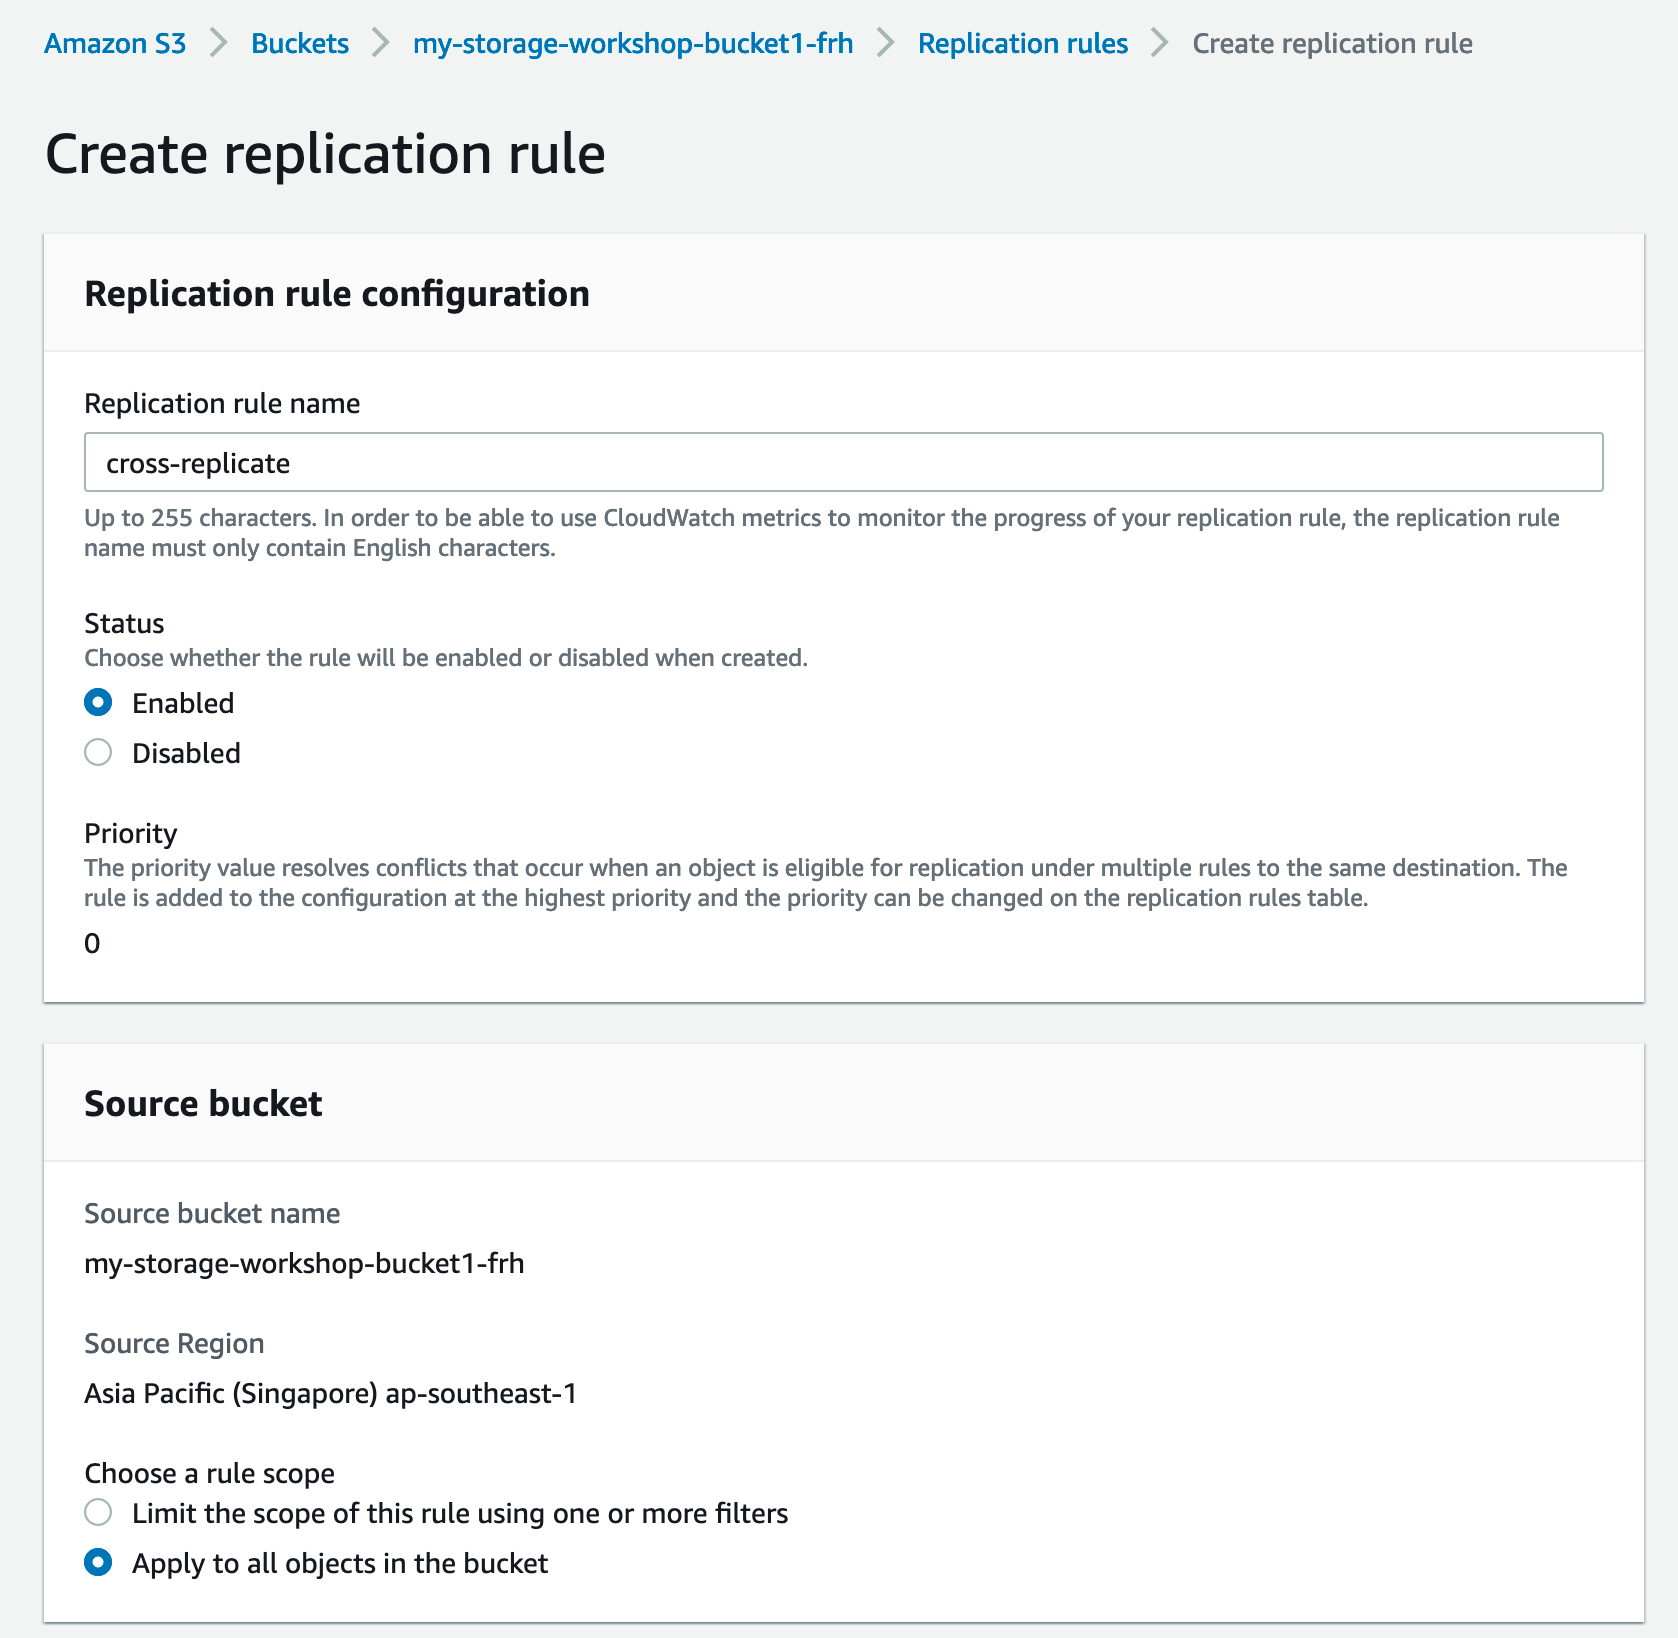 Amazon S3 > Buckets > my-storage-workshop-bucket1-frh > Replication rules > Create replication rule
Create replication rule
Replication rule configuration
Replication rule name
cross-replicate
Up to 255 characters. In order to be able to use CloudWatch metrics to monitor the progress of your replication rule, the replication rule
name must only contain English characters.
Status
Choose whether the rule will be enabled or disabled when created.
Enabled
Disabled
Priority
The priority value resolves conflicts that occur when an object is eligible for replication under multiple rules to the same destination. The
rule is added to the configuration at the highest priority and the priority can be changed on the replication rules table.
0
Source bucket
Source bucket name
my-storage-workshop-bucket1-frh
Source Region
Asia Pacific (Singapore) ap-southeast-1
Choose a rule scope
Limit the scope of this rule using one or more filters
Apply to all objects in the bucket